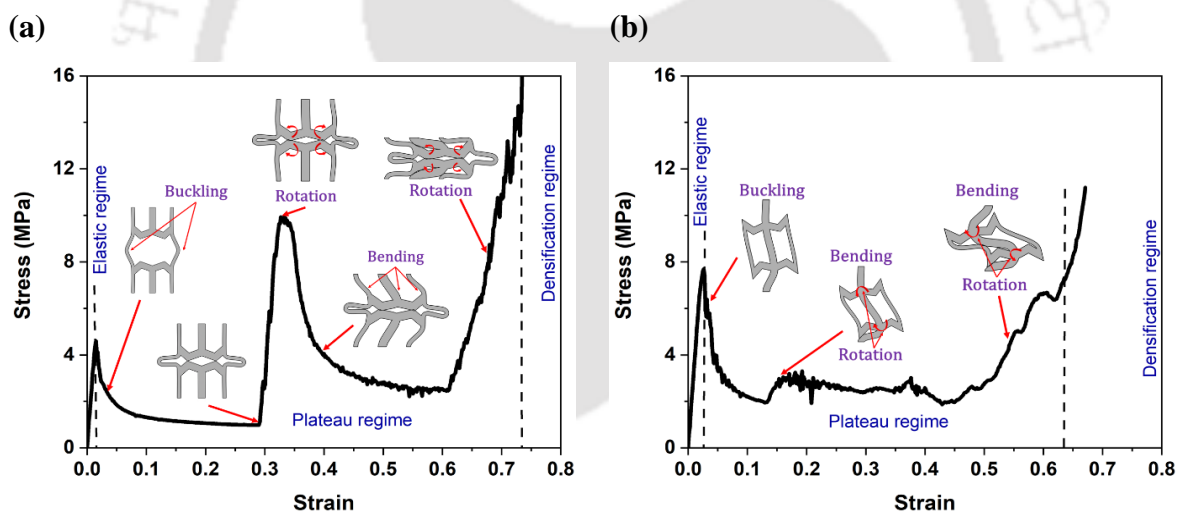 (a)
(b)
16
12
8
4
0
Stress (MPa)
0.0 0.1 0.2 0.3 0.4 0.5 0.6 0.7 0.8
Strain
Elastic regime
Buckling
Rotation
Bending
Rotation
Plateau regime
Densification regime
16
12
8
4
0
Stress (MPa)
0.0 0.1 0.2 0.3 0.4 0.5 0.6 0.7 0.8
Strain
Elastic regime
Buckling
Bending
Rotation
Bending
Rotation
Plateau regime
Densification regime